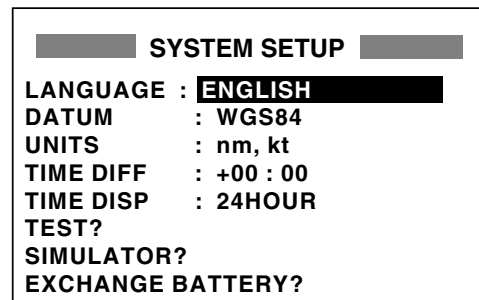 SYSTEM SETUP
LANGUAGE : ENGLISH
DATUM : WGS84
UNITS : nm, kt
TIME DIFF : +00 : 00
TIME DISP : 24HOUR
TEST?
SIMULATOR?
EXCHANGE BATTERY?